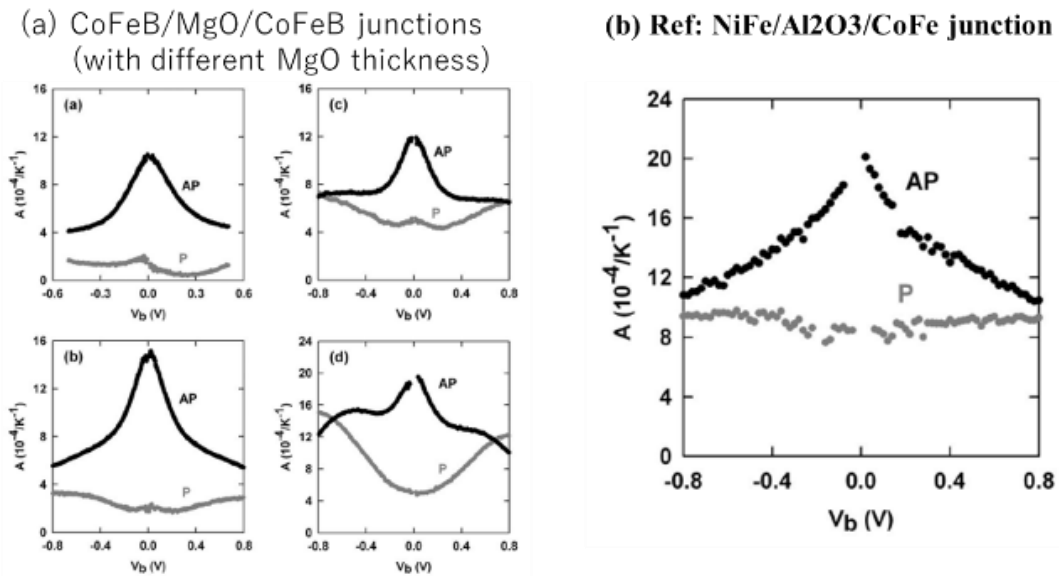 (a) CoFeB/MgO/CoFeB junctions
(with different MgO thickness)
(b) Ref: NiFe/Al2O3/CoFe junction
16
12
8
4
0
A (10⁻⁴/K⁻¹)
(a)
AP
P
-0.6 -0.3 0.0 0.3 0.6
V_b (V)
16
12
8
4
0
A (10⁻⁴/K⁻¹)
(c)
AP
P
-0.8 -0.4 0.0 0.4 0.8
V_b (V)
16
12
8
4
0
A (10⁻⁴/K⁻¹)
(b)
AP
P
-0.8 -0.4 0.0 0.4 0.8
V_b (V)
24
20
16
12
8
4
0
A (10⁻⁴/K⁻¹)
(d)
AP
P
-0.8 -0.4 0.0 0.4 0.8
V_b (V)
24
20
16
12
8
4
0
A (10⁻⁴/K⁻¹)
AP
P
-0.8 -0.4 0.0 0.4 0.8
V_b (V)